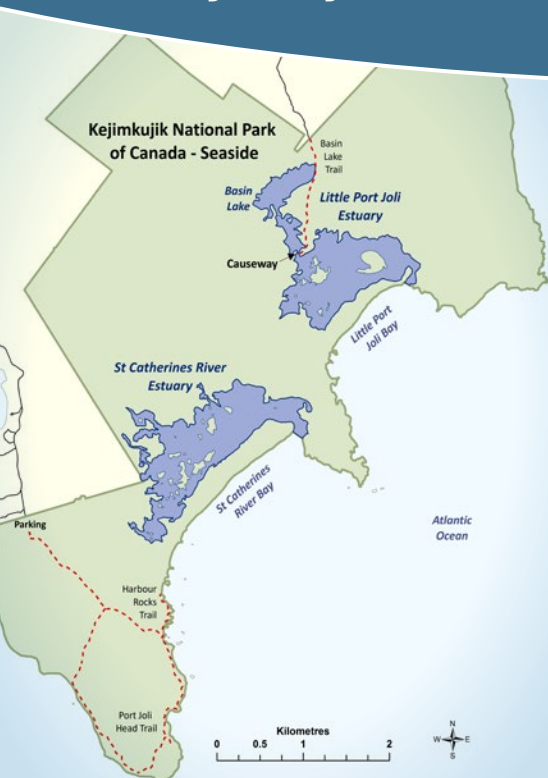 Kejimkujik National Park
of Canada - Seaside
Basin
Lake
Trail
Basin
Lake
Little Port Joli
Estuary
Causeway
Little Port
Joli Bay
St Catherines River
Estuary
St Catherines
River Bay
Atlantic
Ocean
Parking
Harbour
Rocks
Trail
Port Joli
Head Trail
Kilometres
0 0.5 1 2
N
W E
S